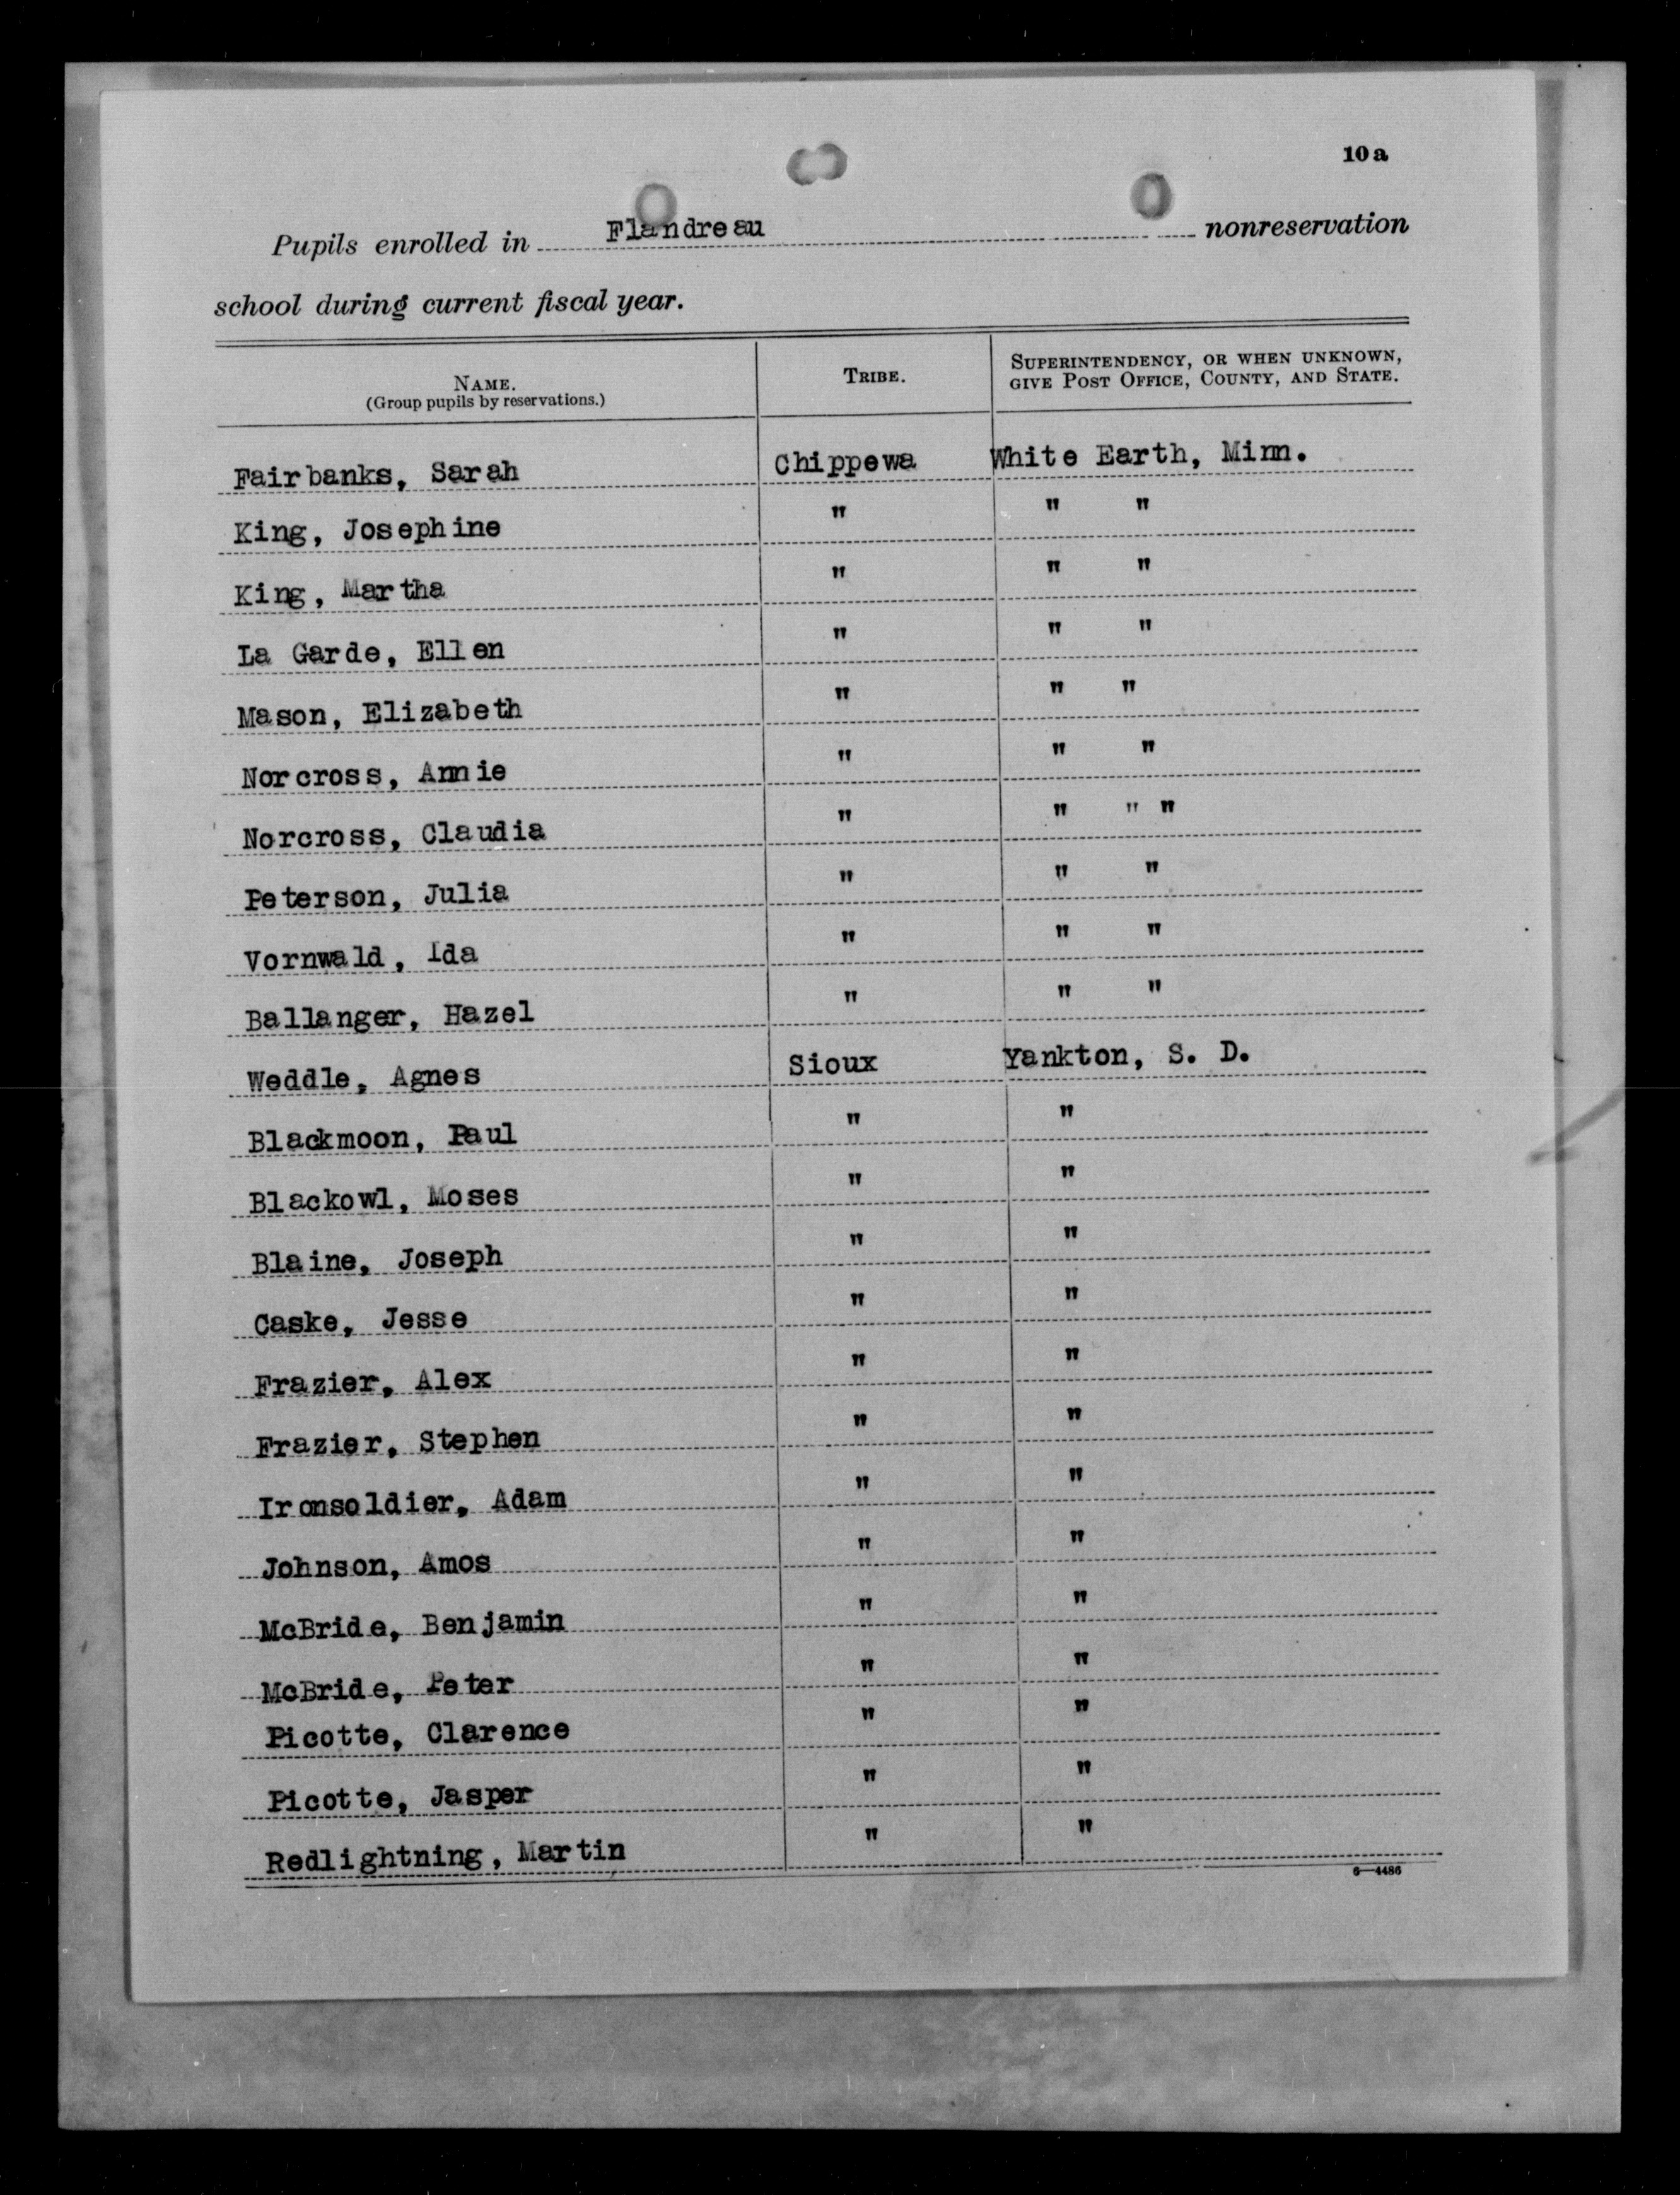 10a
Pupils enrolled in Flandreau nonreservation
school during current fiscal year.
NAME. (Group pupils by reservations.) TRIBE. SUPERINTENDENCY, OR WHEN UNKNOWN, GIVE POST OFFICE, COUNTY, AND STATE.
Fairbanks, Sarah Chippewa White Earth, Minn.
King, Josephine " " "
King, Martha " " "
La Garde, Ellen " " "
Mason, Elizabeth " " "
Norcross, Annie " " "
Norcross, Claudia " " " "
Peterson, Julia " " "
Vornwald, Ida " " "
Ballanger, Hazel " " "
Weddle, Agnes Sioux Yankton, S. D.
Blackmoon, Paul " "
Blackowl, Moses " "
Blaine, Joseph " "
Caske, Jesse " "
Frazier, Alex " "
Frazier, Stephen " "
Ironsoldier, Adam " "
Johnson, Amos " "
McBride, Benjamin " "
McBride, Peter " "
Picotte, Clarence " "
Picotte, Jasper " "
Redlightning, Martin " "
6—4486